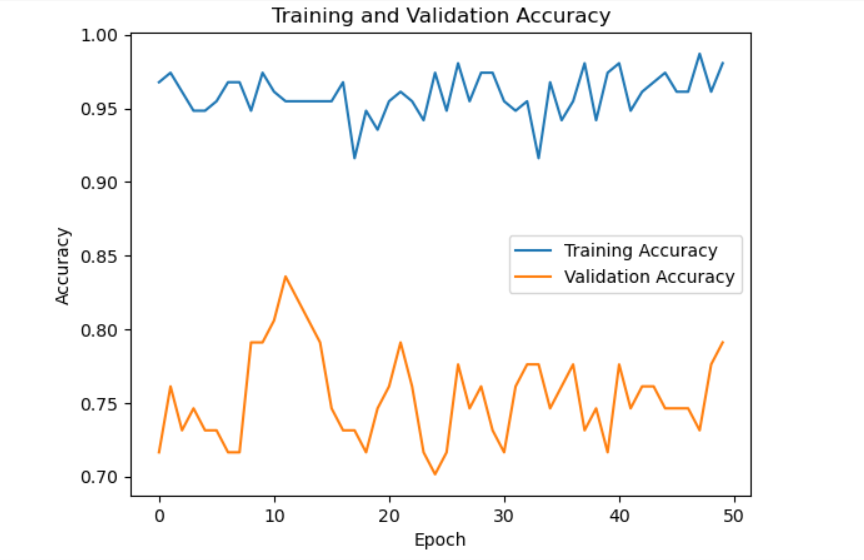 Training and Validation Accuracy
1.00
0.95
0.90
0.85
0.80
0.75
0.70
Accuracy
Training Accuracy
Validation Accuracy
0 10 20 30 40 50
Epoch